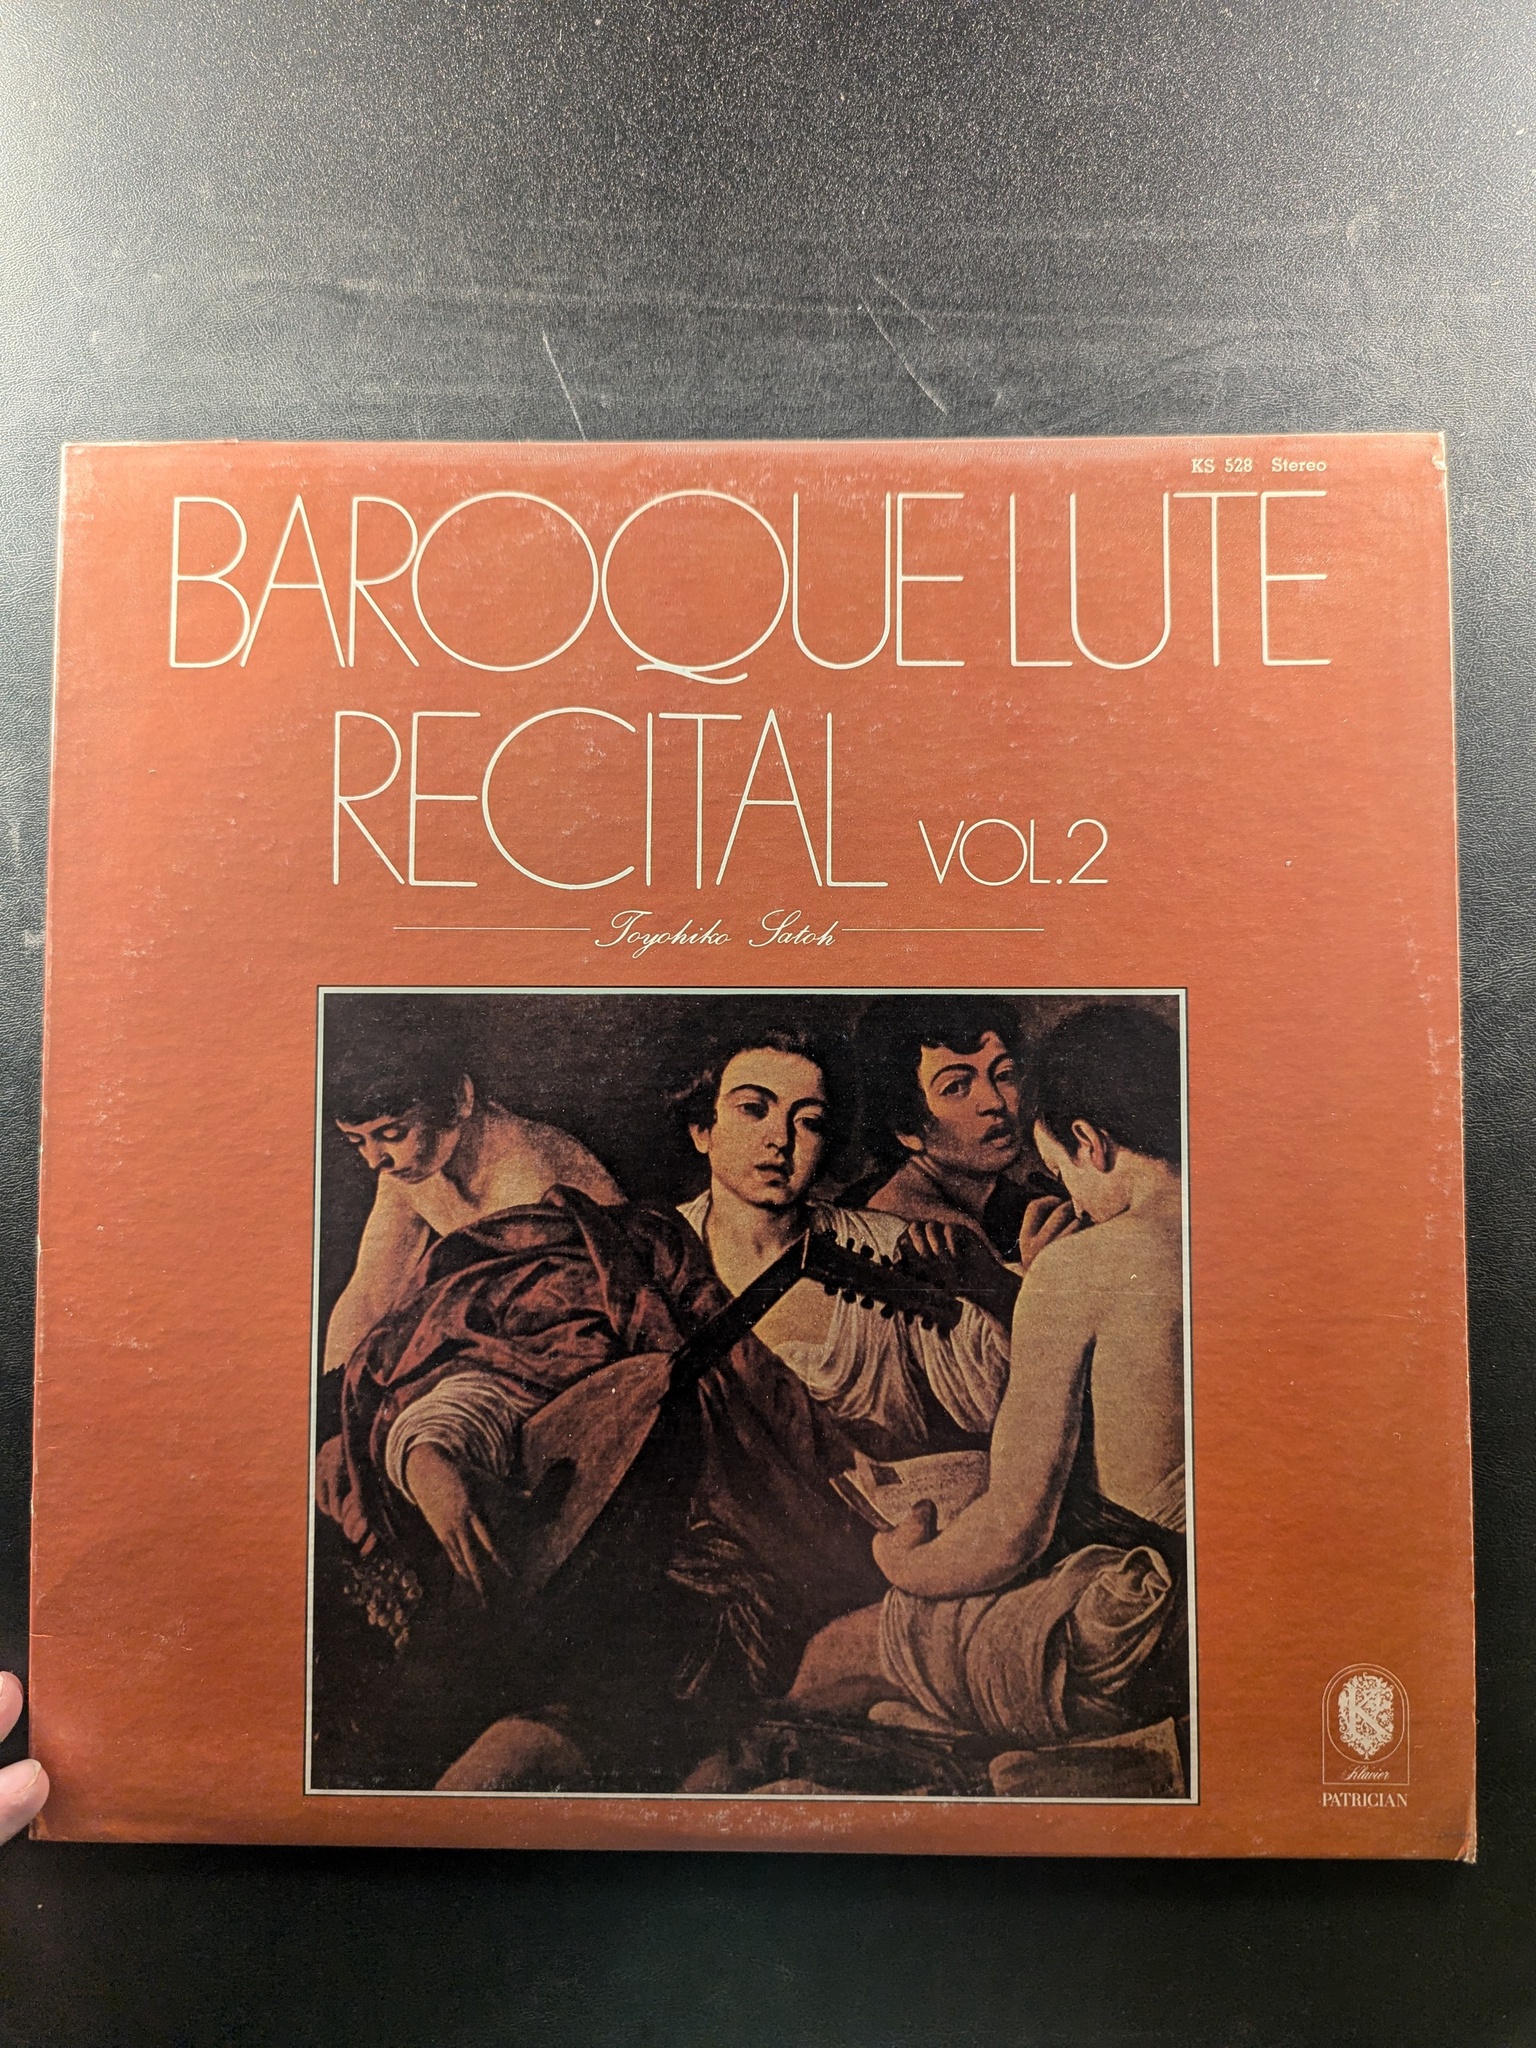 KS 528 Stereo
BAROQUE LUTE
RECITAL VOL.2
Toyohiko Satoh
K
Klavier
PATRICIAN